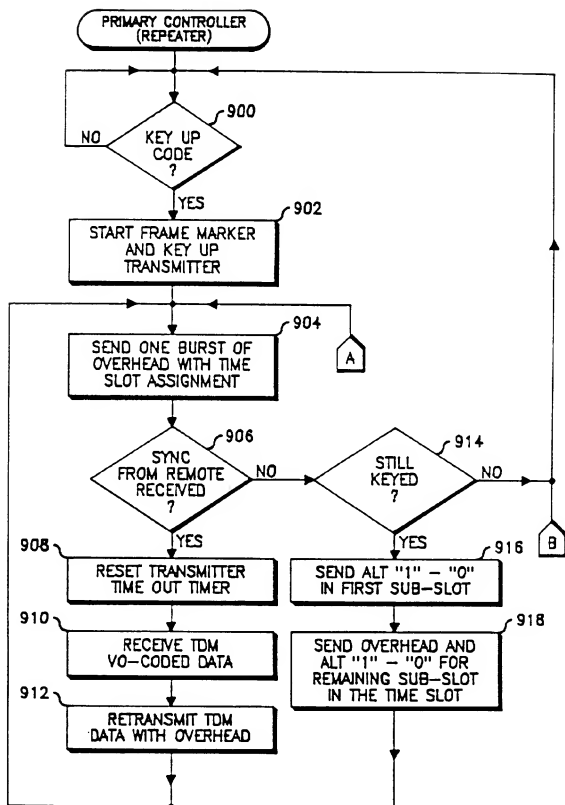 PRIMARY CONTROLLER
(REPEATER)
900
NO
KEY UP
CODE
?
YES
902
START FRAME MARKER
AND KEY UP
TRANSMITTER
904
A
SEND ONE BURST OF
OVERHEAD WITH TIME
SLOT ASSIGNMENT
906
SYNC
FROM REMOTE
RECEIVED
?
NO
914
STILL
KEYED
?
NO
B
YES
YES
908
RESET TRANSMITTER
TIME OUT TIMER
916
SEND ALT "1" - "0"
IN FIRST SUB-SLOT
910
RECEIVE TDM
VO-CODED DATA
918
SEND OVERHEAD AND
ALT "1" - "0" FOR
REMAINING SUB-SLOT
IN THE TIME SLOT
912
RETRANSMIT TDM
DATA WITH OVERHEAD